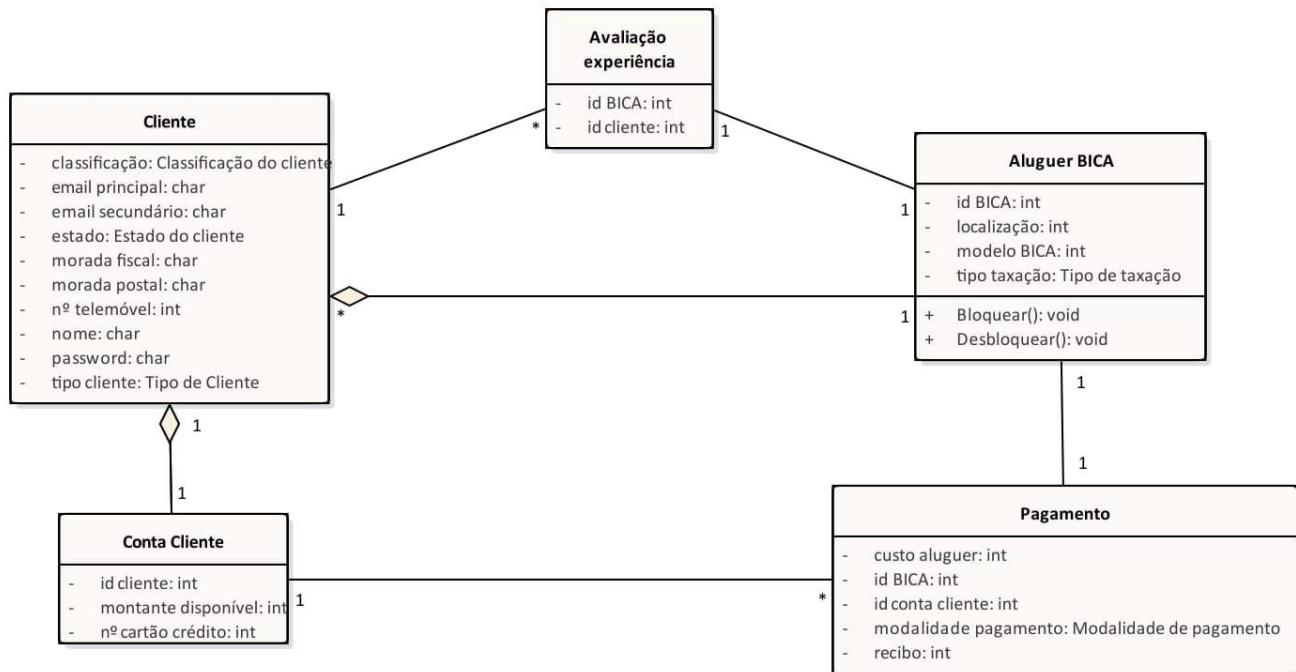 Avaliação
experiência
- id BICA: int
- id cliente: int
Cliente
- classificação: Classificação do cliente
- email principal: char
- email secundário: char
- estado: Estado do cliente
- morada fiscal: char
- morada postal: char
- nº telemóvel: int
- nome: char
- password: char
- tipo cliente: Tipo de Cliente
*
1
1
1
Aluguer BICA
- id BICA: int
- localização: int
- modelo BICA: int
- tipo taxação: Tipo de taxação
+ Bloquear(): void
+ Desbloquear(): void
*
1
1
1
1
1
Conta Cliente
- id cliente: int
- montante disponível: int
- nº cartão crédito: int
1
*
Pagamento
- custo aluguer: int
- id BICA: int
- id conta cliente: int
- modalidade pagamento: Modalidade de pagamento
- recibo: int